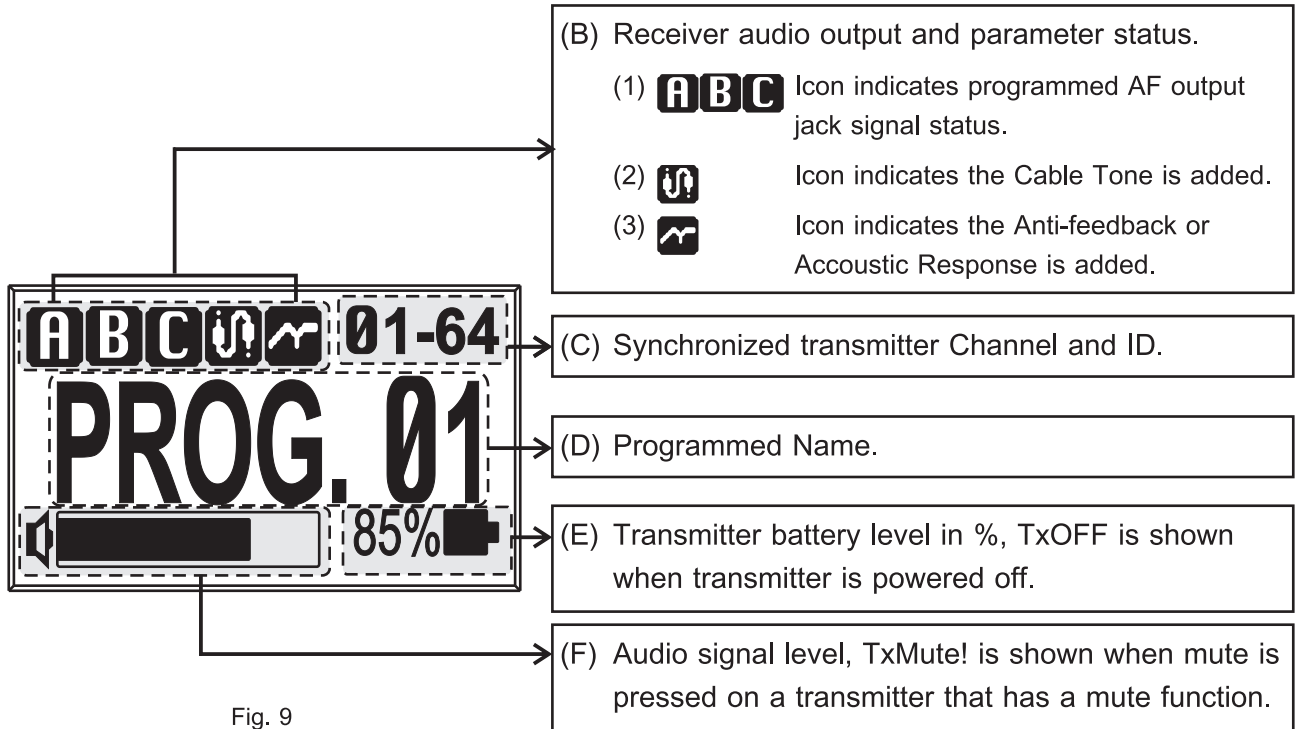 (B) Receiver audio output and parameter status.
(1) A B C Icon indicates programmed AF output
jack signal status.
(2) Icon indicates the Cable Tone is added.
(3) Icon indicates the Anti-feedback or
Accoustic Response is added.
A B C 01-64
(C) Synchronized transmitter Channel and ID.
PROG. 01
(D) Programmed Name.
85%
(E) Transmitter battery level in %, TxOFF is shown
when transmitter is powered off.
(F) Audio signal level, TxMute! is shown when mute is
pressed on a transmitter that has a mute function.
Fig. 9